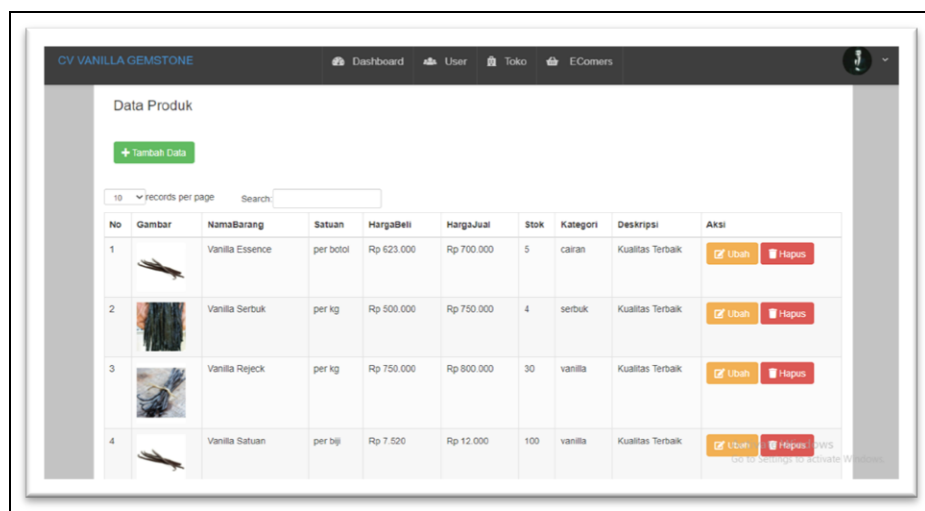 CV VANILLA GEMSTONE Dashboard User Toko EComers
Data Produk
Tambah Data
10 records per page Search:
No Gambar NamaBarang Satuan HargaBeli HargaJual Stok Kategori Deskripsi Aksi
1 Vanilla Essence per botol Rp 623.000 Rp 700.000 5 cairan Kualitas Terbaik Ubah Hapus
2 Vanilla Serbuk per kg Rp 500.000 Rp 750.000 4 serbuk Kualitas Terbaik Ubah Hapus
3 Vanilla Rejeck per kg Rp 750.000 Rp 800.000 30 vanilla Kualitas Terbaik Ubah Hapus
4 Vanilla Satuan per biji Rp 7.520 Rp 12.000 100 vanilla Kualitas Terbaik Ubah Hapus
Go to Settings to activate Windows.